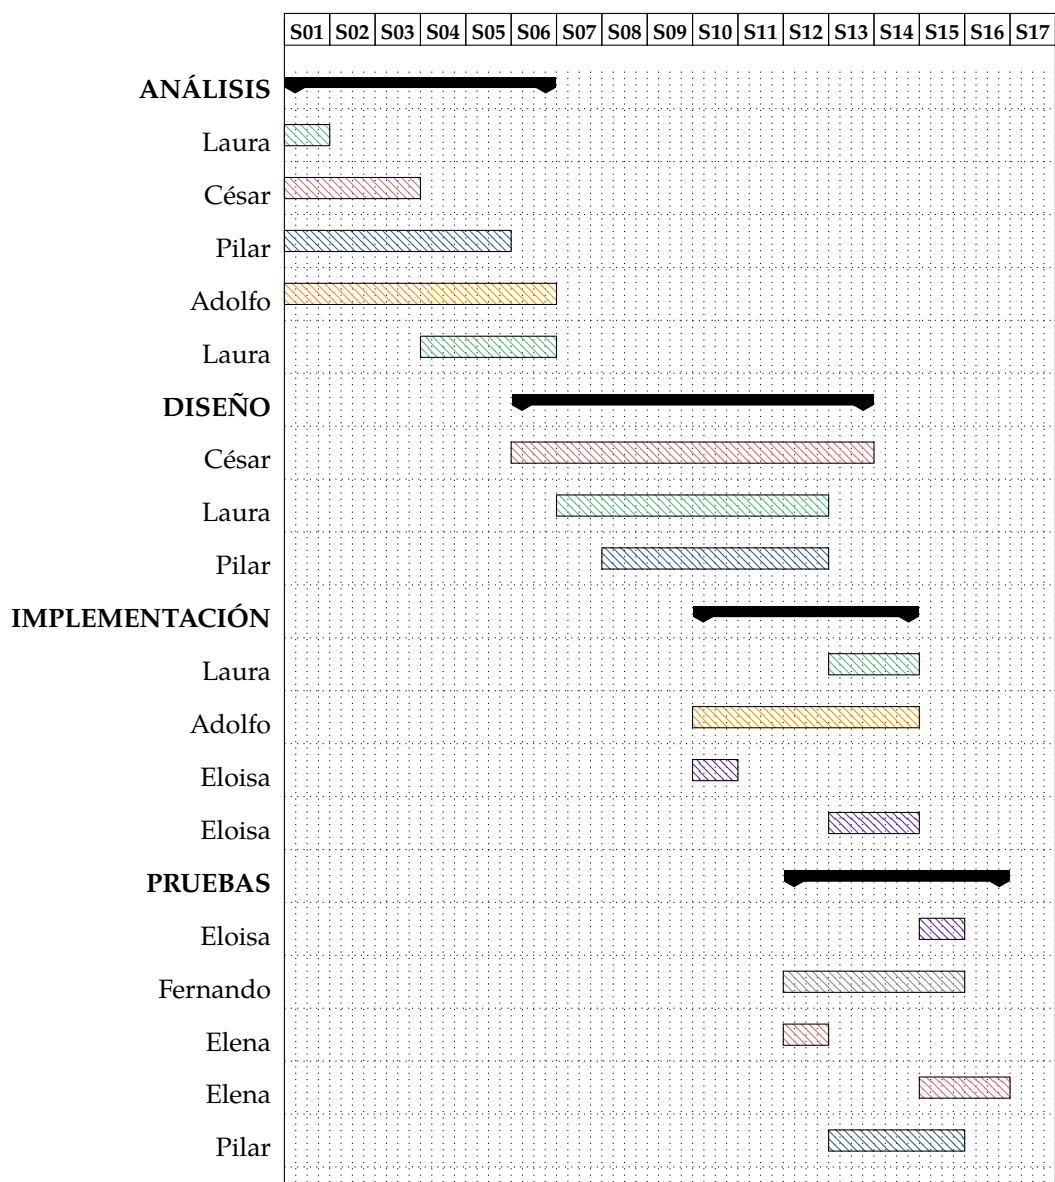 S01 S02 S03 S04 S05 S06 S07 S08 S09 S10 S11 S12 S13 S14 S15 S16 S17
ANÁLISIS
Laura
César
Pilar
Adolfo
Laura
DISEÑO
César
Laura
Pilar
IMPLEMENTACIÓN
Laura
Adolfo
Eloisa
Eloisa
PRUEBAS
Eloisa
Fernando
Elena
Elena
Pilar